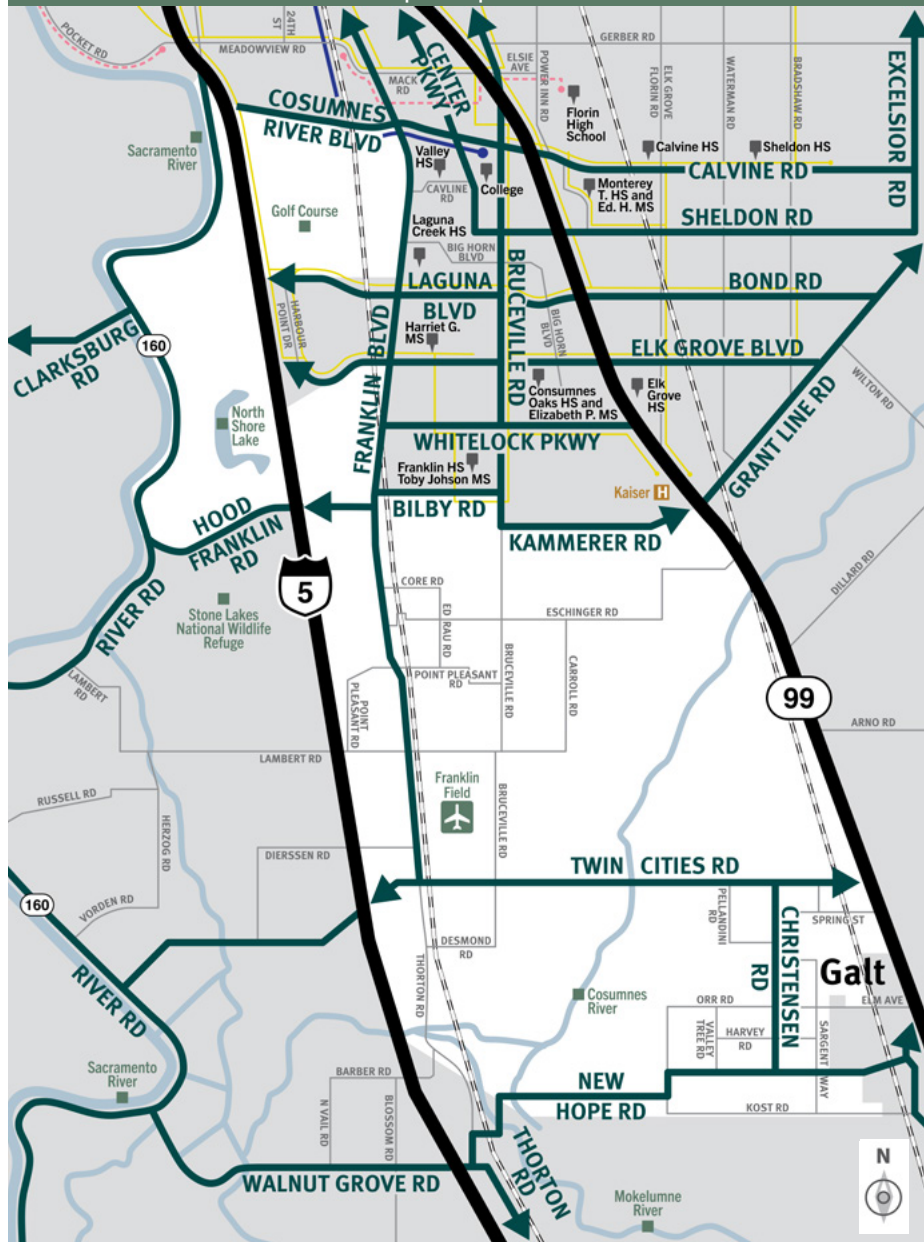 POCKET RD
24TH
ST
MEADOWVIEW RD
MACK
RD
CENTER
PKWY
ELSIE
AVE
POWER INN RD
GERBER RD
ELK GROVE
FLORIN RD
WATERMAN RD
BRADSHAW RD
EXCELSIOR
RD
COSUMNES
RIVER BLVD
Florin
High
School
Sacramento
River
Valley
HS
CAVLINE
RD
College
Calvine HS
Sheldon HS
CALVINE RD
Monterey
T. HS and
Ed. H. MS
SHELDON RD
Golf Course
Laguna
Creek HS
BIG HORN
BLVD
BRUCEVILLE RD
LAGUNA
BLVD
BOND RD
HARBOUR
POINT DR
FRANKLIN BLVD
Harriet G.
MS
BIG HORN
BLVD
ELK GROVE BLVD
160
CLARKSBURG
RD
WILTON RD
Consumnes
Oaks HS and
Elizabeth P. MS
Elk
Grove
HS
GRANT LINE RD
North
Shore
Lake
WHITELOCK PKWY
Franklin HS
Toby Johson MS
Kaiser H
HOOD
FRANKLIN
RD
BILBY RD
KAMMERER RD
5
RIVER RD
Stone Lakes
National Wildlife
Refuge
CORE RD
ED
RAU RD
ESCHINGER RD
DILLARD RD
LAMBERT
RD
POINT PLEASANT
RD
POINT
PLEASANT RD
BRUCEVILLE RD
CARROLL RD
99
ARNO RD
LAMBERT RD
RUSSELL RD
HERZOG RD
Franklin
Field
BRUCEVILLE RD
DIERSSEN RD
TWIN CITIES RD
160
VORDEN RD
PELLANDINI
RD
CHRISTENSEN
RD
SPRING ST
DESMOND
RD
THORTON RD
Galt
RIVER RD
Cosumnes
River
ORR RD
ELM AVE
VALLEY
TREE RD
HARVEY
RD
SARGENT WAY
Sacramento
River
BARBER RD
N VAIL RD
BLOSSOM RD
NEW
HOPE RD
KOST RD
THORTON
RD
WALNUT GROVE RD
Mokelumne
River
N